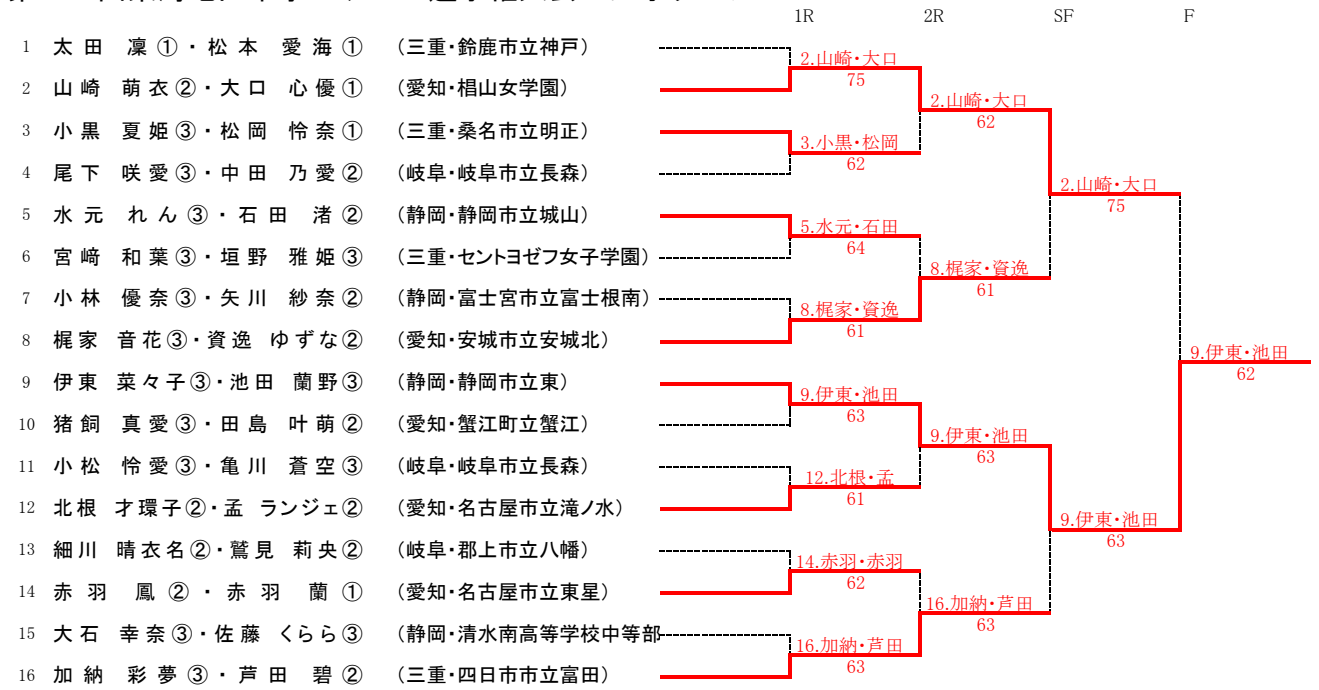 1R 2R SF F
1 太田 凜①・松本 愛海① （三重・鈴鹿市立神戸）
2.山崎・大口
75
2 山崎 萌衣②・大口 心優① （愛知・椙山女学園）
2.山崎・大口
62
3 小黒 夏姫③・松岡 怜奈① （三重・桑名市立明正）
3.小黒・松岡
62
4 尾下 咲愛③・中田 乃愛② （岐阜・岐阜市立長森）
2.山崎・大口
75
5 水元 れん③・石田 渚② （静岡・静岡市立城山）
5.水元・石田
64
6 宮﨑 和葉③・垣野 雅姫③ （三重・セントヨゼフ女子学園）
8.梶家・資逸
61
7 小林 優奈③・矢川 紗奈② （静岡・富士宮市立富士根南）
8.梶家・資逸
61
8 梶家 音花③・資逸 ゆずな② （愛知・安城市立安城北）
9.伊東・池田
62
9 伊東 菜々子③・池田 蘭野③ （静岡・静岡市立東）
9.伊東・池田
63
10 猪飼 真愛③・田島 叶萌② （愛知・蟹江町立蟹江）
9.伊東・池田
63
11 小松 怜愛③・亀川 蒼空③ （岐阜・岐阜市立長森）
12.北根・孟
61
12 北根 才環子②・孟 ランジェ② （愛知・名古屋市立滝ノ水）
9.伊東・池田
63
13 細川 晴衣名②・鷲見 莉央② （岐阜・郡上市立八幡）
14.赤羽・赤羽
62
14 赤羽 鳳②・赤羽 蘭① （愛知・名古屋市立東星）
16.加納・芦田
63
15 大石 幸奈③・佐藤 くらら③ （静岡・清水南高等学校中等部
16.加納・芦田
63
16 加納 彩夢③・芦田 碧② （三重・四日市市立富田）